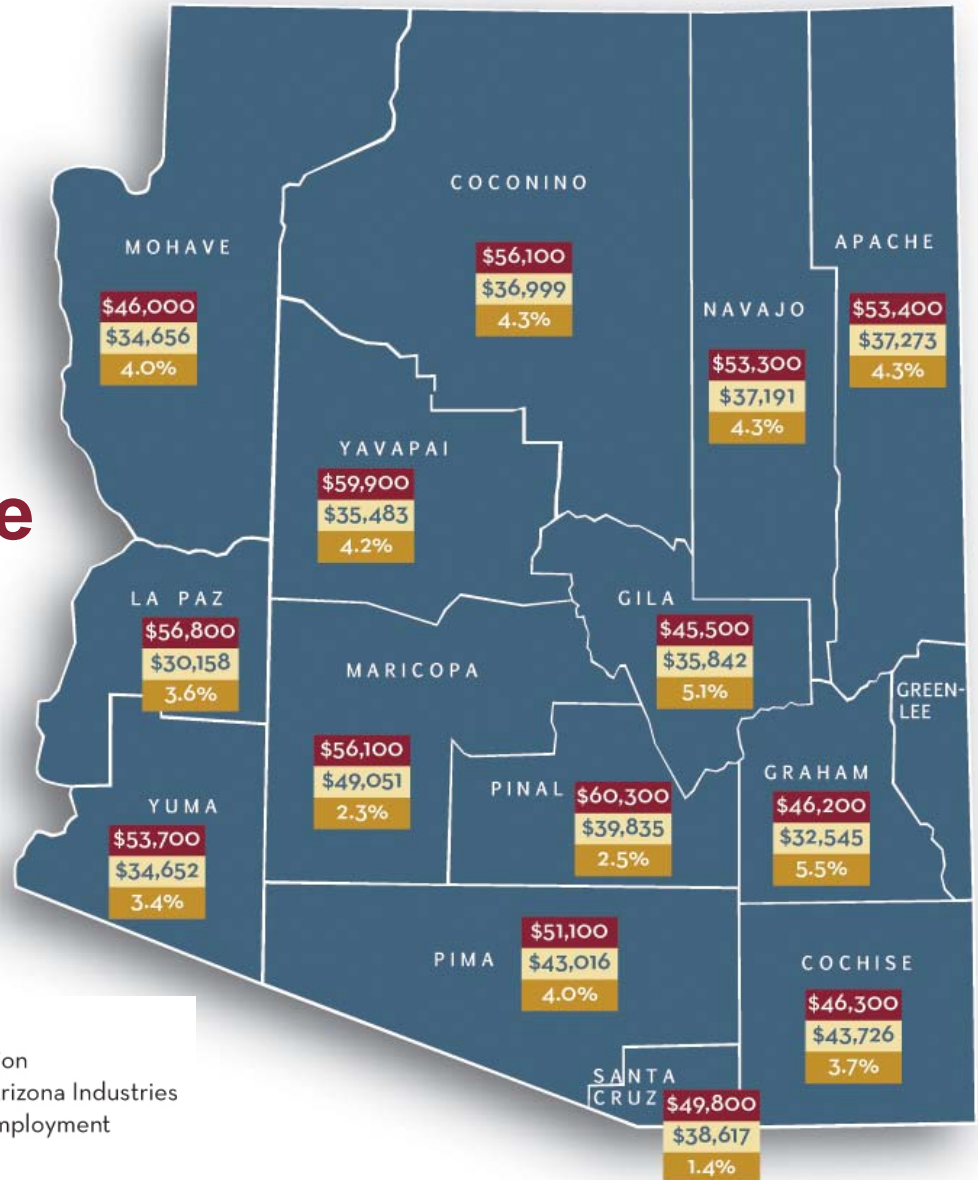 COCONINO
$56,100
$36,999
4.3%
MOHAVE
$46,000
$34,656
4.0%
APACHE
$53,400
$37,273
4.3%
NAVAJO
$53,300
$37,191
4.3%
YAVAPAI
$59,900
$35,483
4.2%
e
LA PAZ
$56,800
$30,158
3.6%
GILA
$45,500
$35,842
5.1%
MARICOPA
$56,100
$49,051
2.3%
GREEN-
LEE
PINAL
$60,300
$39,835
2.5%
GRAHAM
$46,200
$32,545
5.5%
YUMA
$53,700
$34,652
3.4%
PIMA
$51,100
$43,016
4.0%
COCHISE
$46,300
$43,726
3.7%
SANTA
CRUZ
$49,800
$38,617
1.4%
on
rizona Industries
mployment